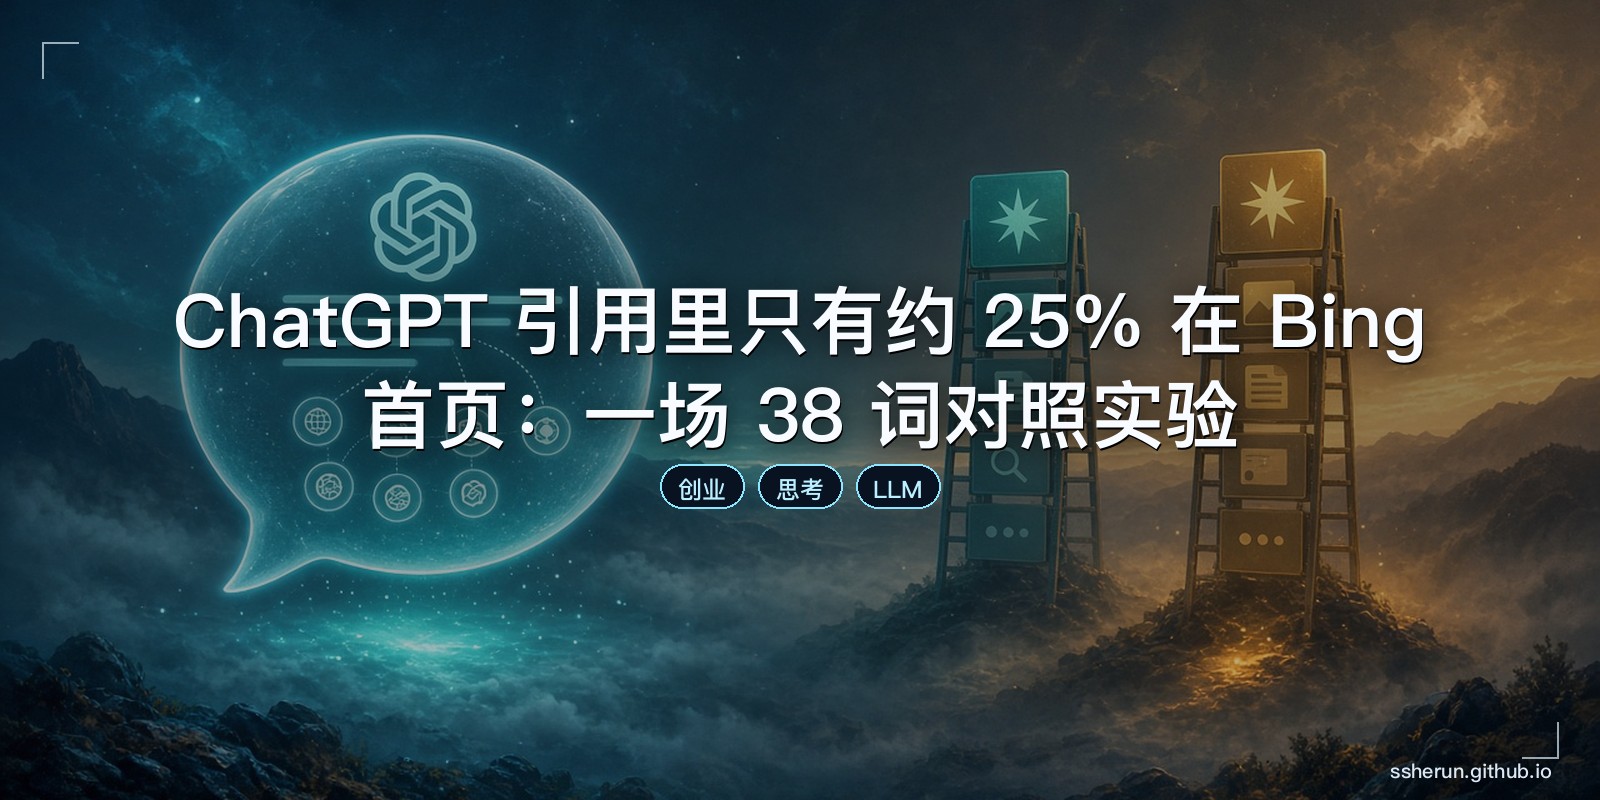 ChatGPT 引用里只有约 25% 在 Bing
首页：一场 38 词对照实验
创业 思考 LLM
ssherun.github.io